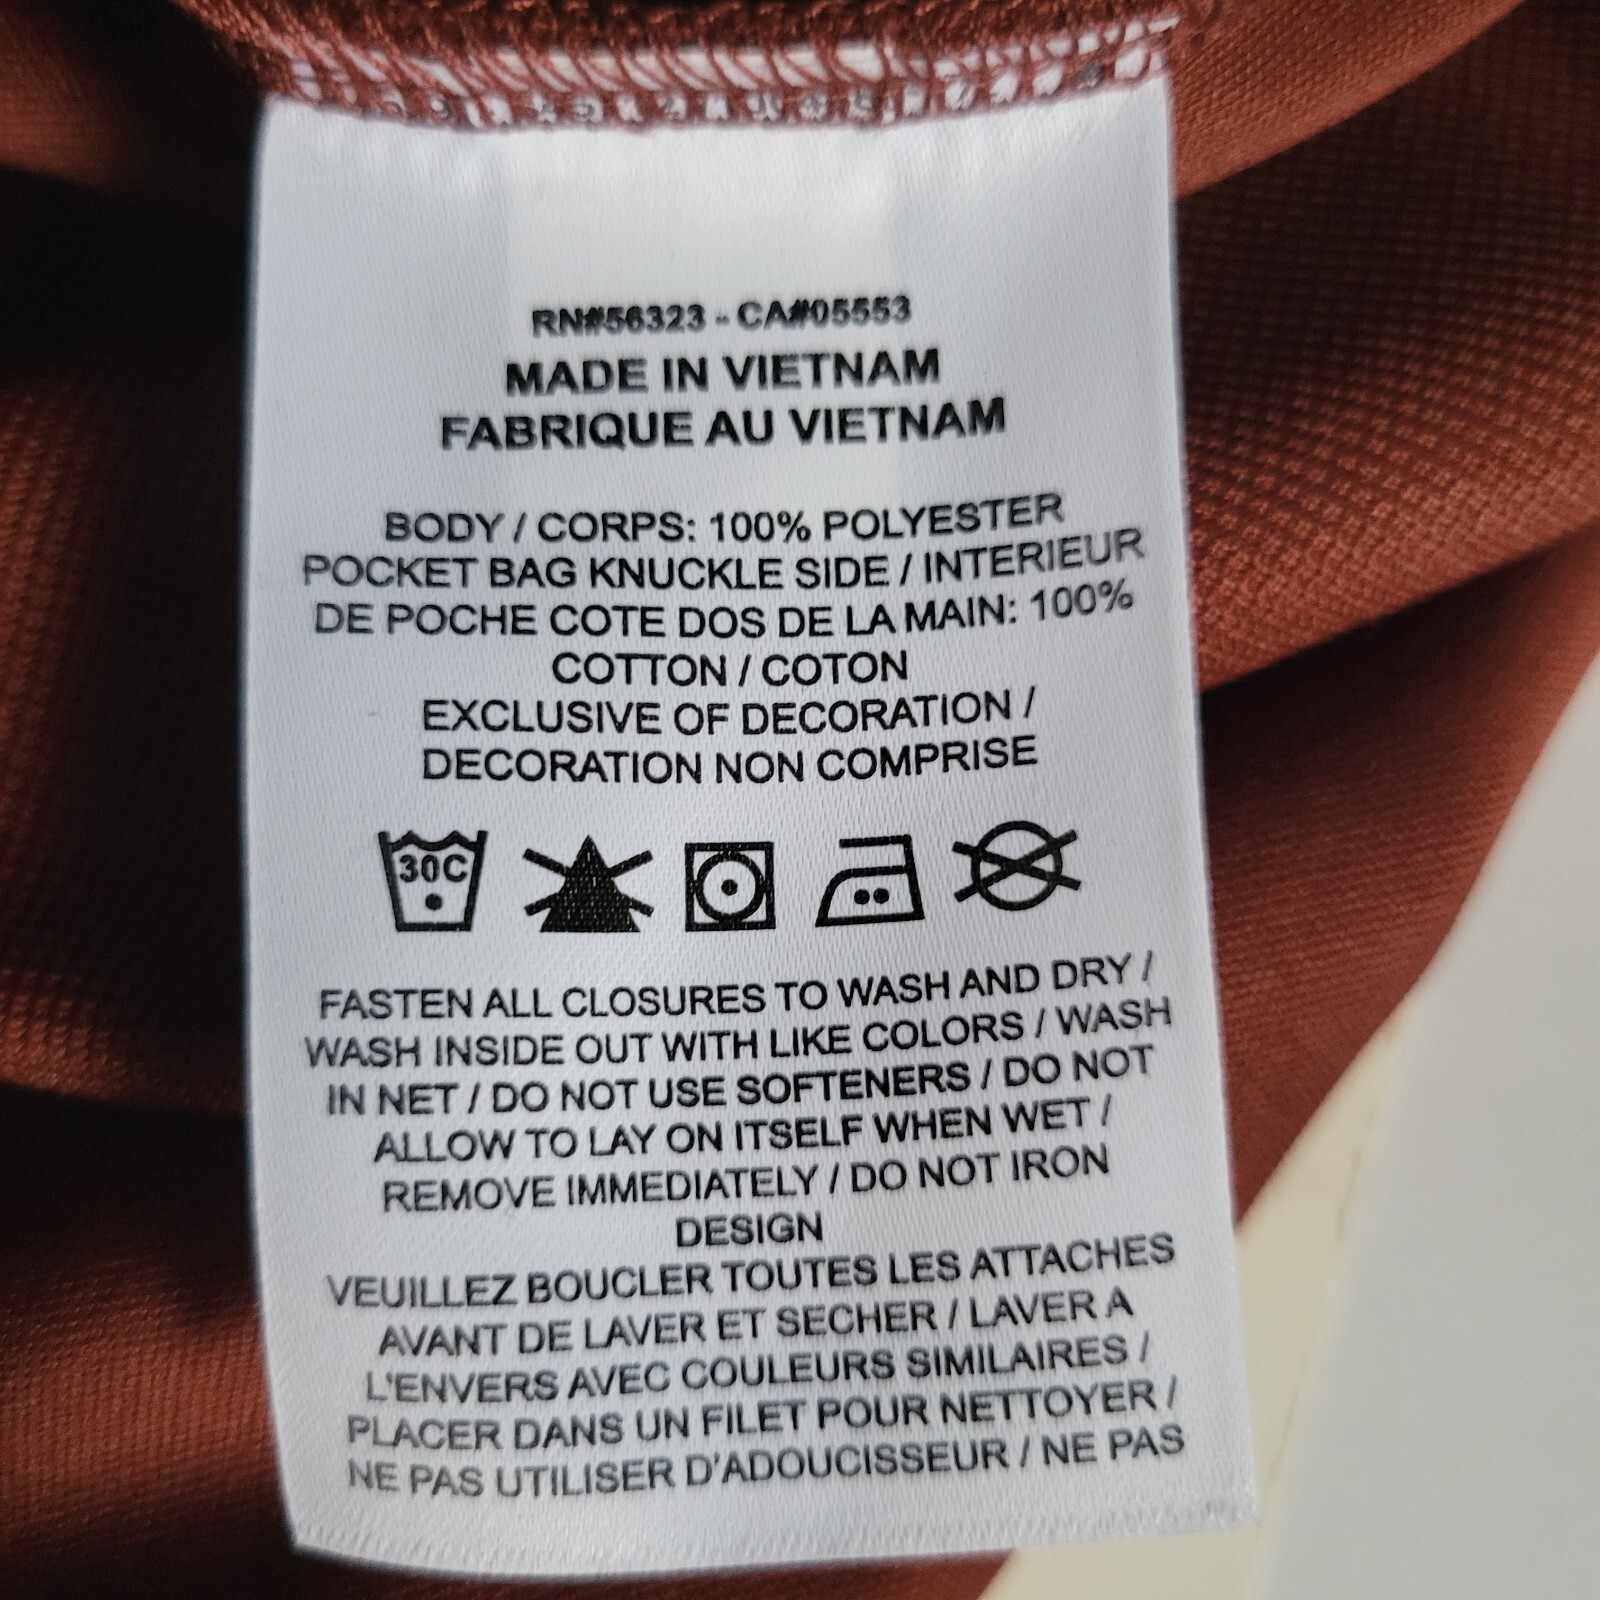 RN#56323 - CA#05553
MADE IN VIETNAM
FABRIQUE AU VIETNAM
BODY / CORPS: 100% POLYESTER
POCKET BAG KNUCKLE SIDE / INTERIEUR
DE POCHE COTE DOS DE LA MAIN: 100%
COTTON / COTON
EXCLUSIVE OF DECORATION /
DECORATION NON COMPRISE
30C
FASTEN ALL CLOSURES TO WASH AND DRY /
WASH INSIDE OUT WITH LIKE COLORS / WASH
IN NET / DO NOT USE SOFTENERS / DO NOT
ALLOW TO LAY ON ITSELF WHEN WET /
REMOVE IMMEDIATELY / DO NOT IRON
DESIGN
VEUILLEZ BOUCLER TOUTES LES ATTACHES
AVANT DE LAVER ET SECHER / LAVER A
L'ENVERS AVEC COULEURS SIMILAIRES /
PLACER DANS UN FILET POUR NETTOYER /
NE PAS UTILISER D'ADOUCISSEUR / NE PAS